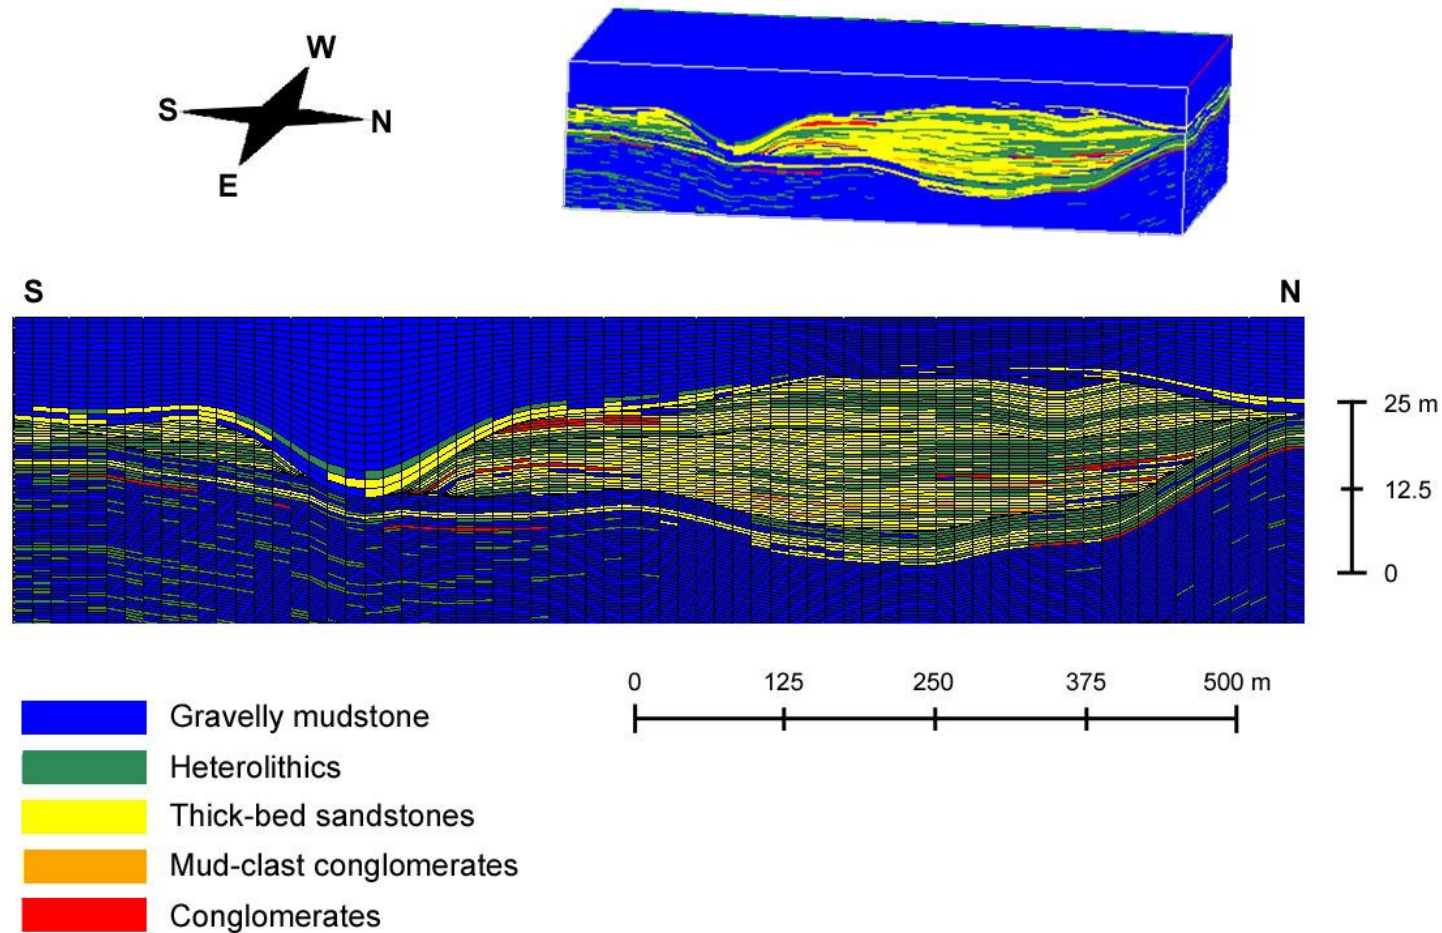 W
S
N
E
S
N
25 m
12.5
0
0
125
250
375
500 m
Gravelly mudstone
Heterolithics
Thick-bed sandstones
Mud-clast conglomerates
Conglomerates